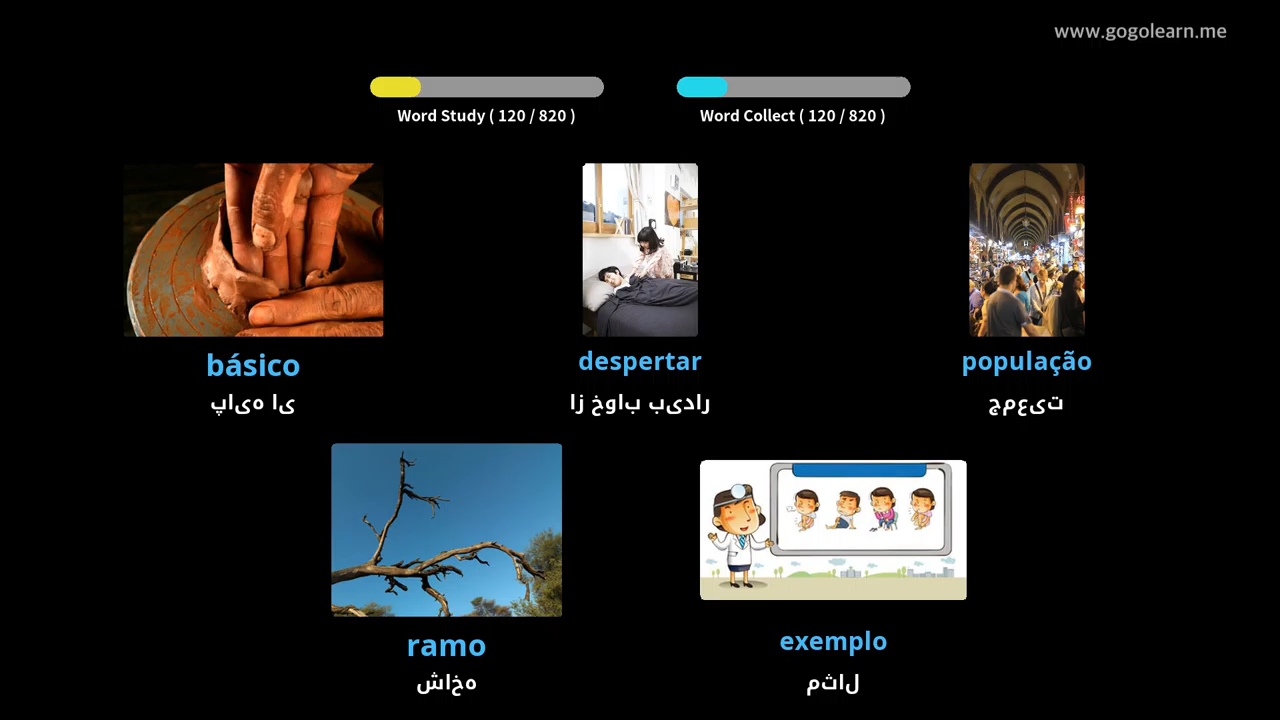 www.gogolearn.me
Word Study ( 120 / 820 )
Word Collect ( 120 / 820 )
básico
despertar
população
پایه ای
از خواب بیدار
جمعیت
ramo
exemplo
شاخه
مثال